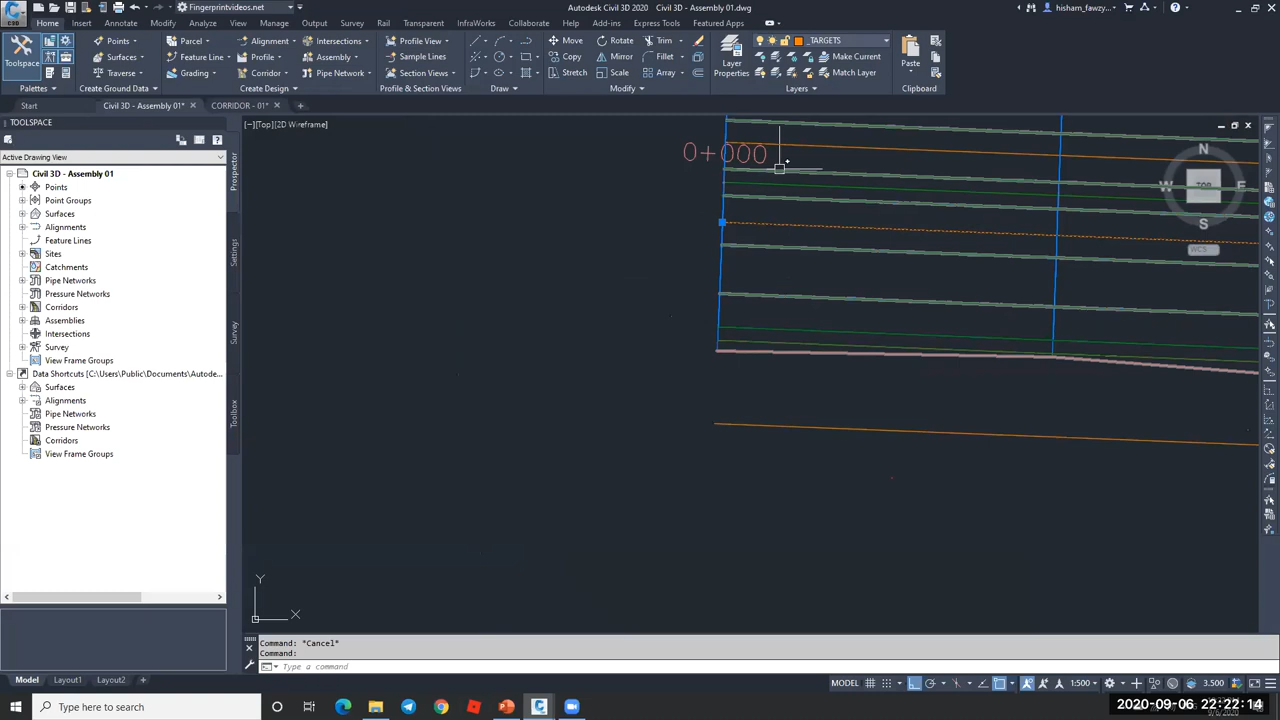 Fingerprintvideos.net
Autodesk Civil 3D 2020 Civil 3D - Assembly 01.dwg
Type a keyword or phrase
hisham_fawzy...
Home Insert Annotate Modify Analyze View Manage Output Survey Rail Transparent InfraWorks Collaborate Help Add-ins Express Tools Featured Apps
Toolspace
Palettes
Points
Surfaces
Traverse
Create Ground Data
Parcel
Feature Line
Grading
Alignment
Profile
Corridor
Intersections
Assembly
Pipe Network
Create Design
Profile View
Sample Lines
Section Views
Profile & Section Views
Draw
Move
Copy
Stretch
Rotate
Mirror
Scale
Trim
Fillet
Array
Modify
Layer
Properties
_TARGETS
Make Current
Match Layer
Layers
Paste
Clipboard
Start Civil 3D - Assembly 01* CORRIDOR - 01*
TOOLSPACE
Active Drawing View
Civil 3D - Assembly 01
Points
Point Groups
Surfaces
Alignments
Feature Lines
Sites
Catchments
Pipe Networks
Pressure Networks
Corridors
Assemblies
Intersections
Survey
View Frame Groups
Data Shortcuts [C:\Users\Public\Documents\Autode...
Surfaces
Alignments
Pipe Networks
Pressure Networks
Corridors
View Frame Groups
Prospector
Settings
Survey
Toolbox
[−][Top][2D Wireframe]
0+000
N
W TOP E
S
WCS
Y
X
Command: *Cancel*
Command:
Type a command
Model Layout1 Layout2
MODEL
1:500
3.500
Type here to search
2020-09-06 22:22:14